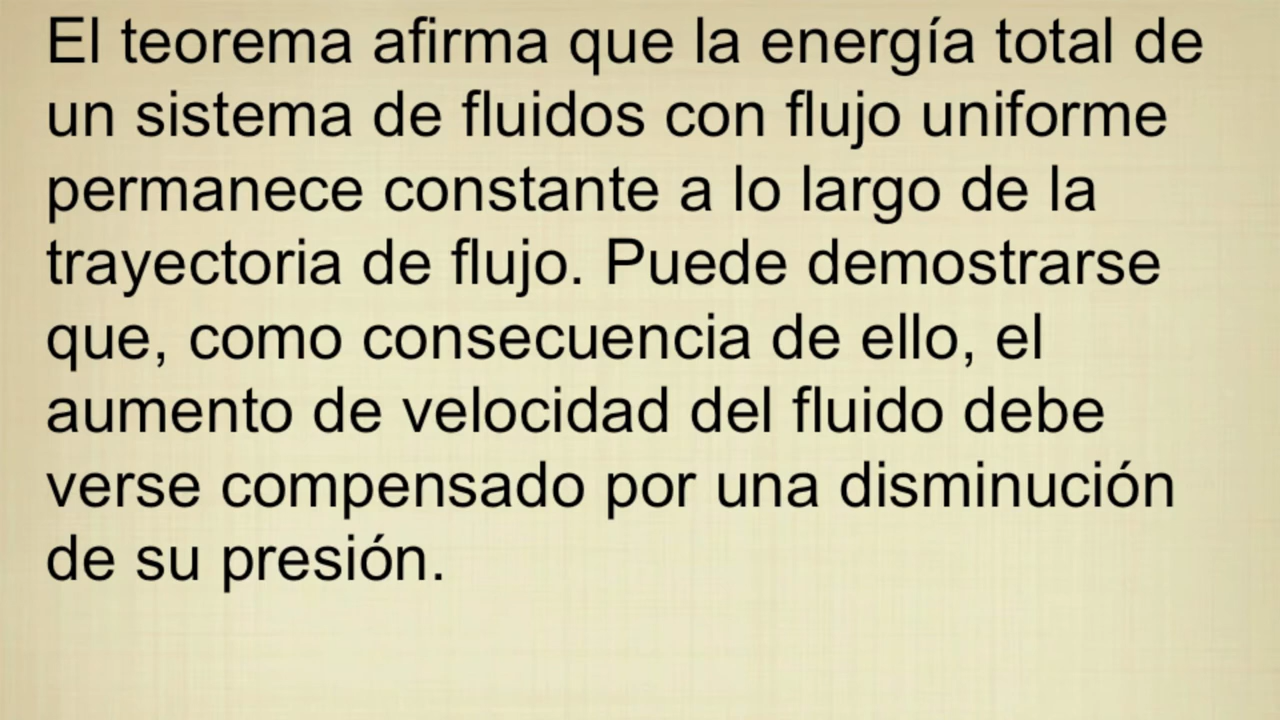 El teorema afirma que la energía total de
un sistema de fluidos con flujo uniforme
permanece constante a lo largo de la
trayectoria de flujo. Puede demostrarse
que, como consecuencia de ello, el
aumento de velocidad del fluido debe
verse compensado por una disminución
de su presión.